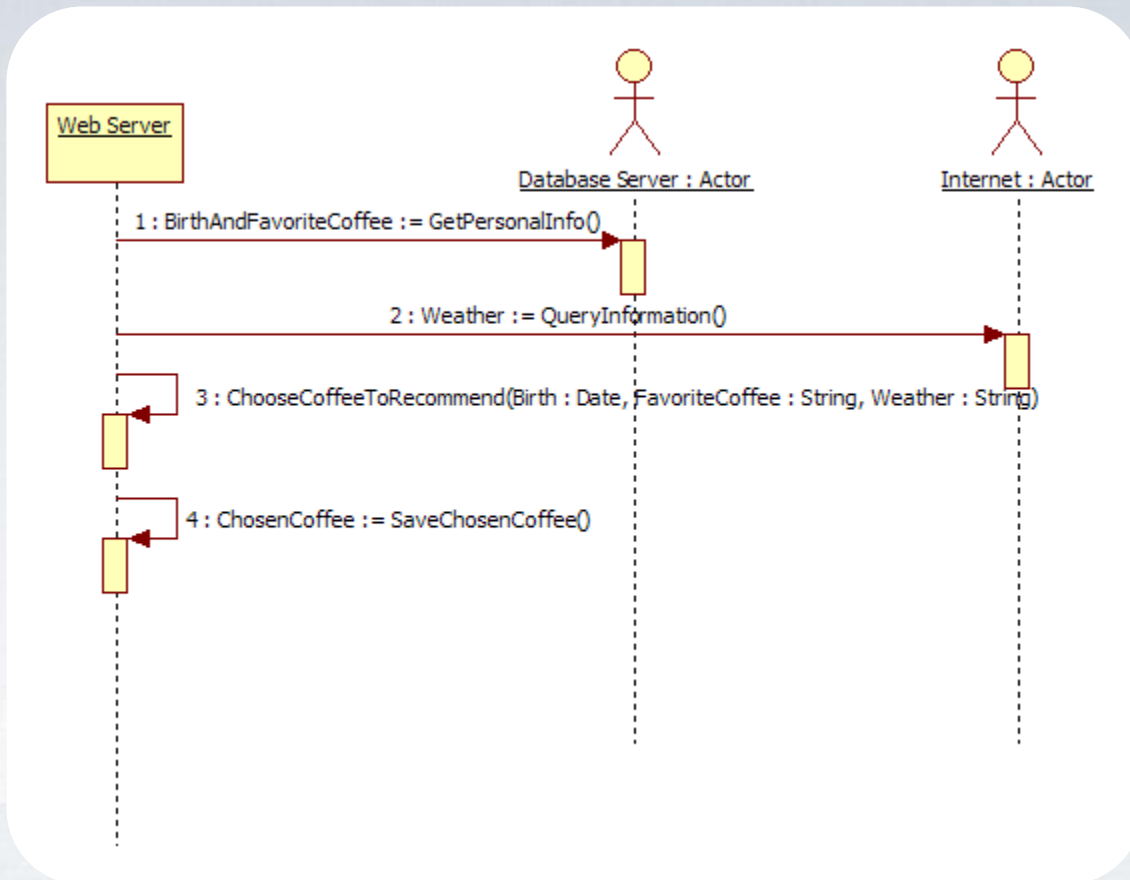 Web Server
Database Server : Actor
Internet : Actor
1 : BirthAndFavoriteCoffee := GetPersonalInfo()
2 : Weather := QueryInformation()
3 : ChooseCoffeeToRecommend(Birth : Date, FavoriteCoffee : String, Weather : String)
4 : ChosenCoffee := SaveChosenCoffee()